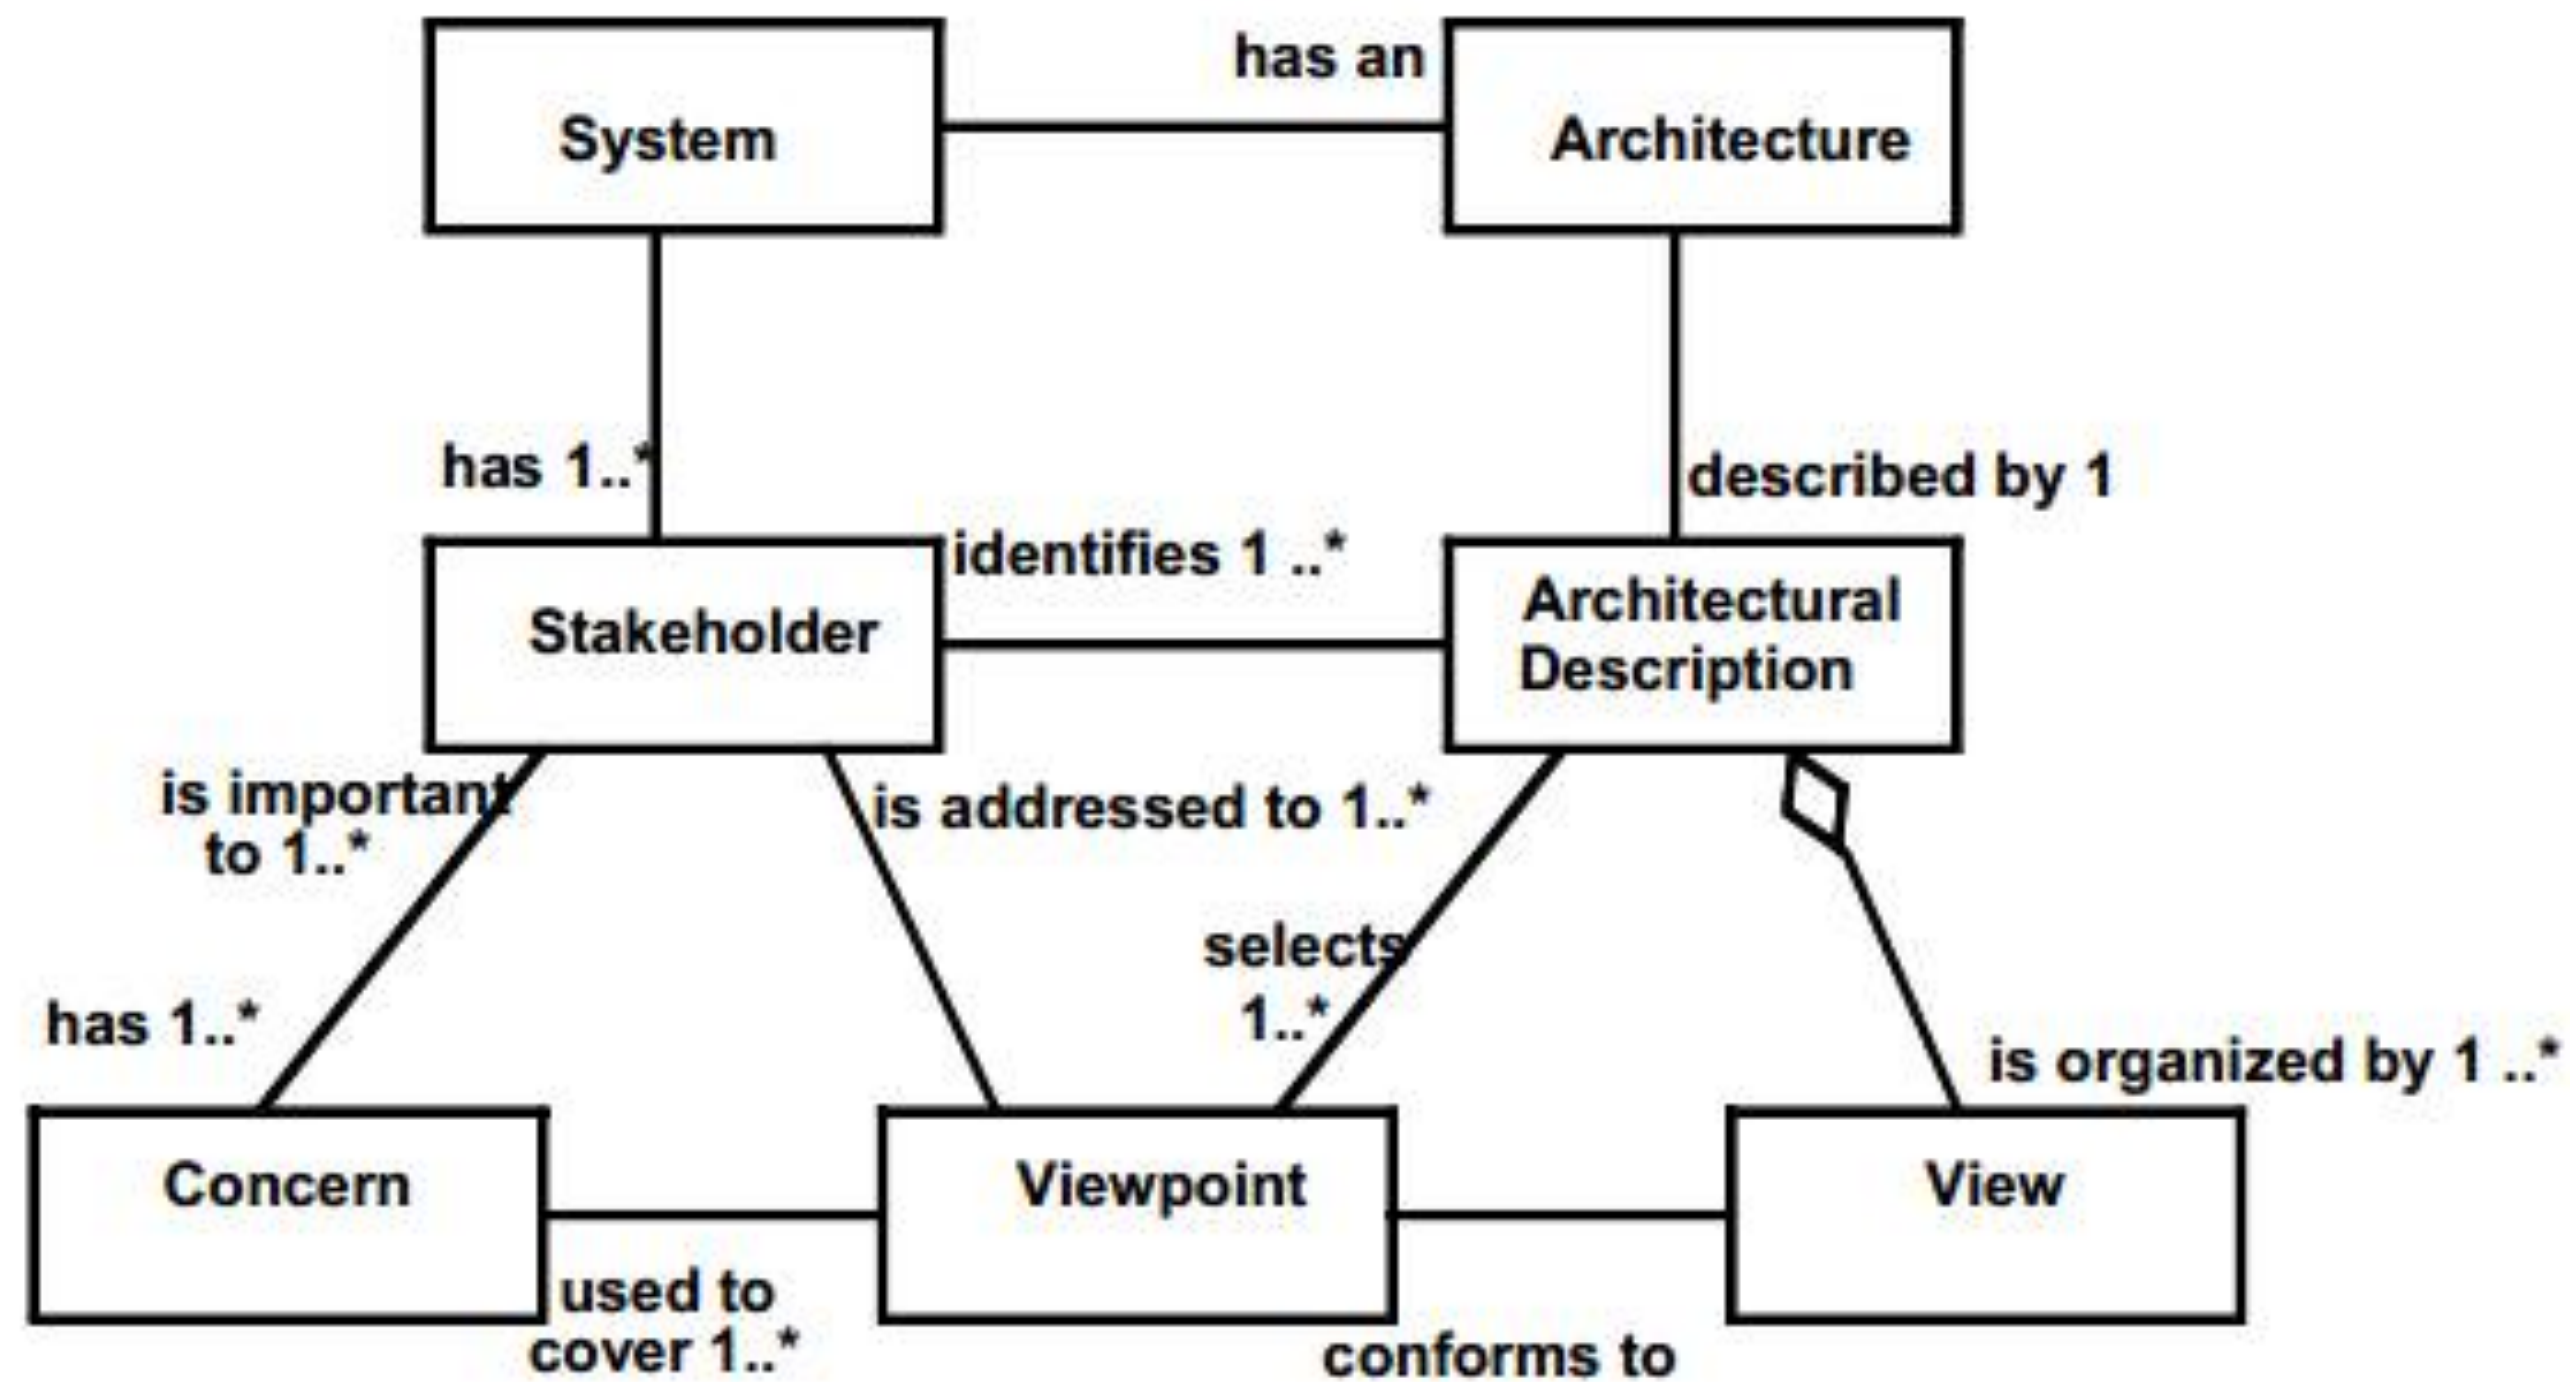 has an
System
Architecture
has 1..*
described by 1
identifies 1 ..*
Stakeholder
Architectural
Description
is important
to 1..*
is addressed to 1..*
selects
1..*
has 1..*
is organized by 1 ..*
Concern
Viewpoint
View
used to
cover 1..*
conforms to